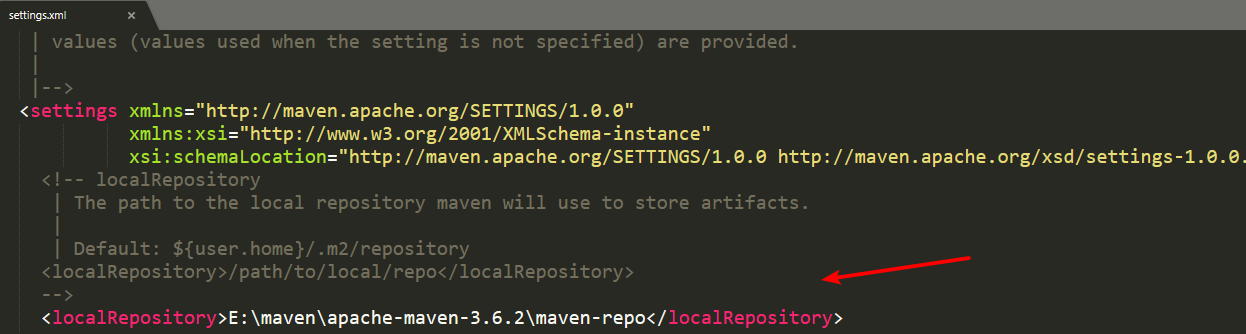 settings.xml ×
| values (values used when the setting is not specified) are provided.
|
|-->
<settings xmlns="http://maven.apache.org/SETTINGS/1.0.0"
xmlns:xsi="http://www.w3.org/2001/XMLSchema-instance"
xsi:schemaLocation="http://maven.apache.org/SETTINGS/1.0.0 http://maven.apache.org/xsd/settings-1.0.0.
<!-- localRepository
| The path to the local repository maven will use to store artifacts.
|
| Default: ${user.home}/.m2/repository
<localRepository>/path/to/local/repo</localRepository>
-->
<localRepository>E:\maven\apache-maven-3.6.2\maven-repo</localRepository>